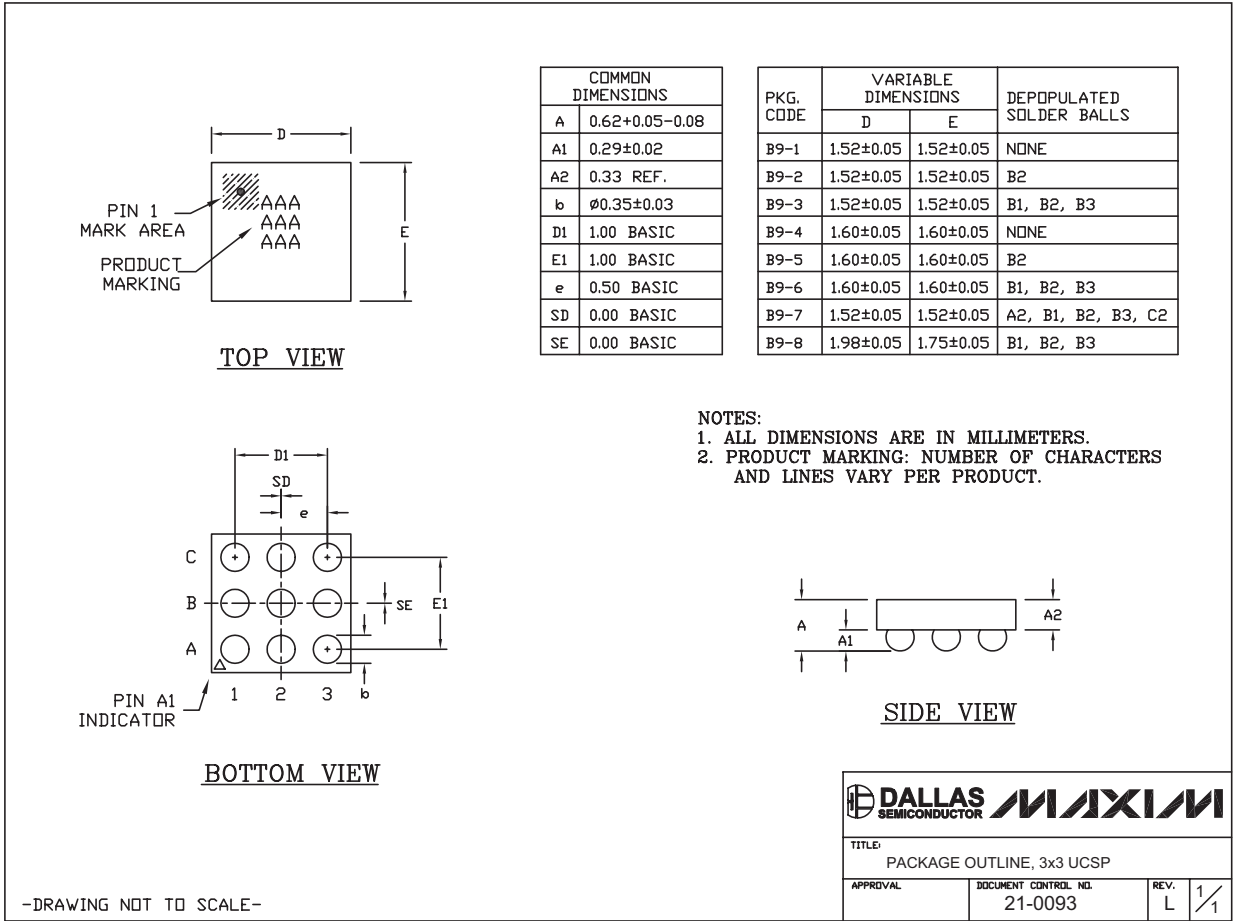 D
PIN 1
MARK AREA
AAA
AAA
AAA
E
PRODUCT
MARKING
TOP VIEW
COMMON
DIMENSIONS
A 0.62+0.05-0.08
A1 0.29±0.02
A2 0.33 REF.
b ø0.35±0.03
D1 1.00 BASIC
E1 1.00 BASIC
e 0.50 BASIC
SD 0.00 BASIC
SE 0.00 BASIC
PKG.
CODE
VARIABLE
DIMENSIONS
DEPOPULATED
SOLDER BALLS
D E
B9-1 1.52±0.05 1.52±0.05 NONE
B9-2 1.52±0.05 1.52±0.05 B2
B9-3 1.52±0.05 1.52±0.05 B1, B2, B3
B9-4 1.60±0.05 1.60±0.05 NONE
B9-5 1.60±0.05 1.60±0.05 B2
B9-6 1.60±0.05 1.60±0.05 B1, B2, B3
B9-7 1.52±0.05 1.52±0.05 A2, B1, B2, B3, C2
B9-8 1.98±0.05 1.75±0.05 B1, B2, B3
NOTES:
1. ALL DIMENSIONS ARE IN MILLIMETERS.
2. PRODUCT MARKING: NUMBER OF CHARACTERS
AND LINES VARY PER PRODUCT.
D1
SD
e
C
B
SE
E1
A
1 2 3 b
PIN A1
INDICATOR
BOTTOM VIEW
A
A1
A2
SIDE VIEW
DALLAS
SEMICONDUCTOR
MAXIM
TITLE:
PACKAGE OUTLINE, 3x3 UCSP
APPROVAL
DOCUMENT CONTROL NO.
21-0093
REV.
L
1/1
-DRAWING NOT TO SCALE-